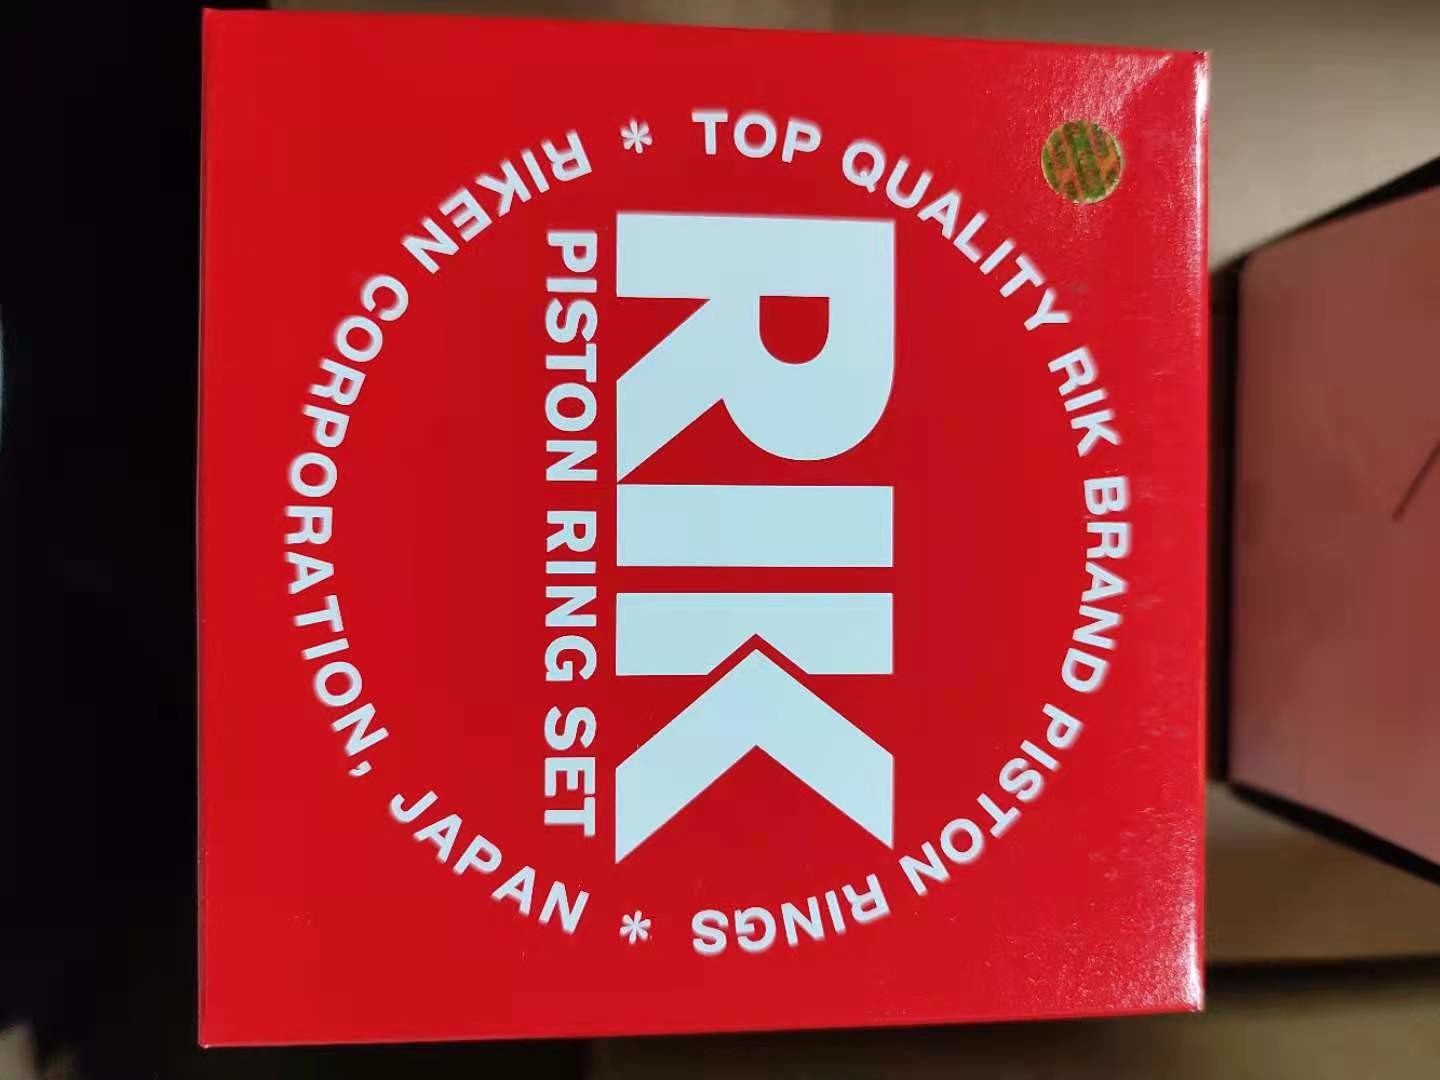 * TOP QUALITY RIK BRAND PISTON RINGS *
RIK
PISTON RING SET
RIKEN CORPORATION, JAPAN